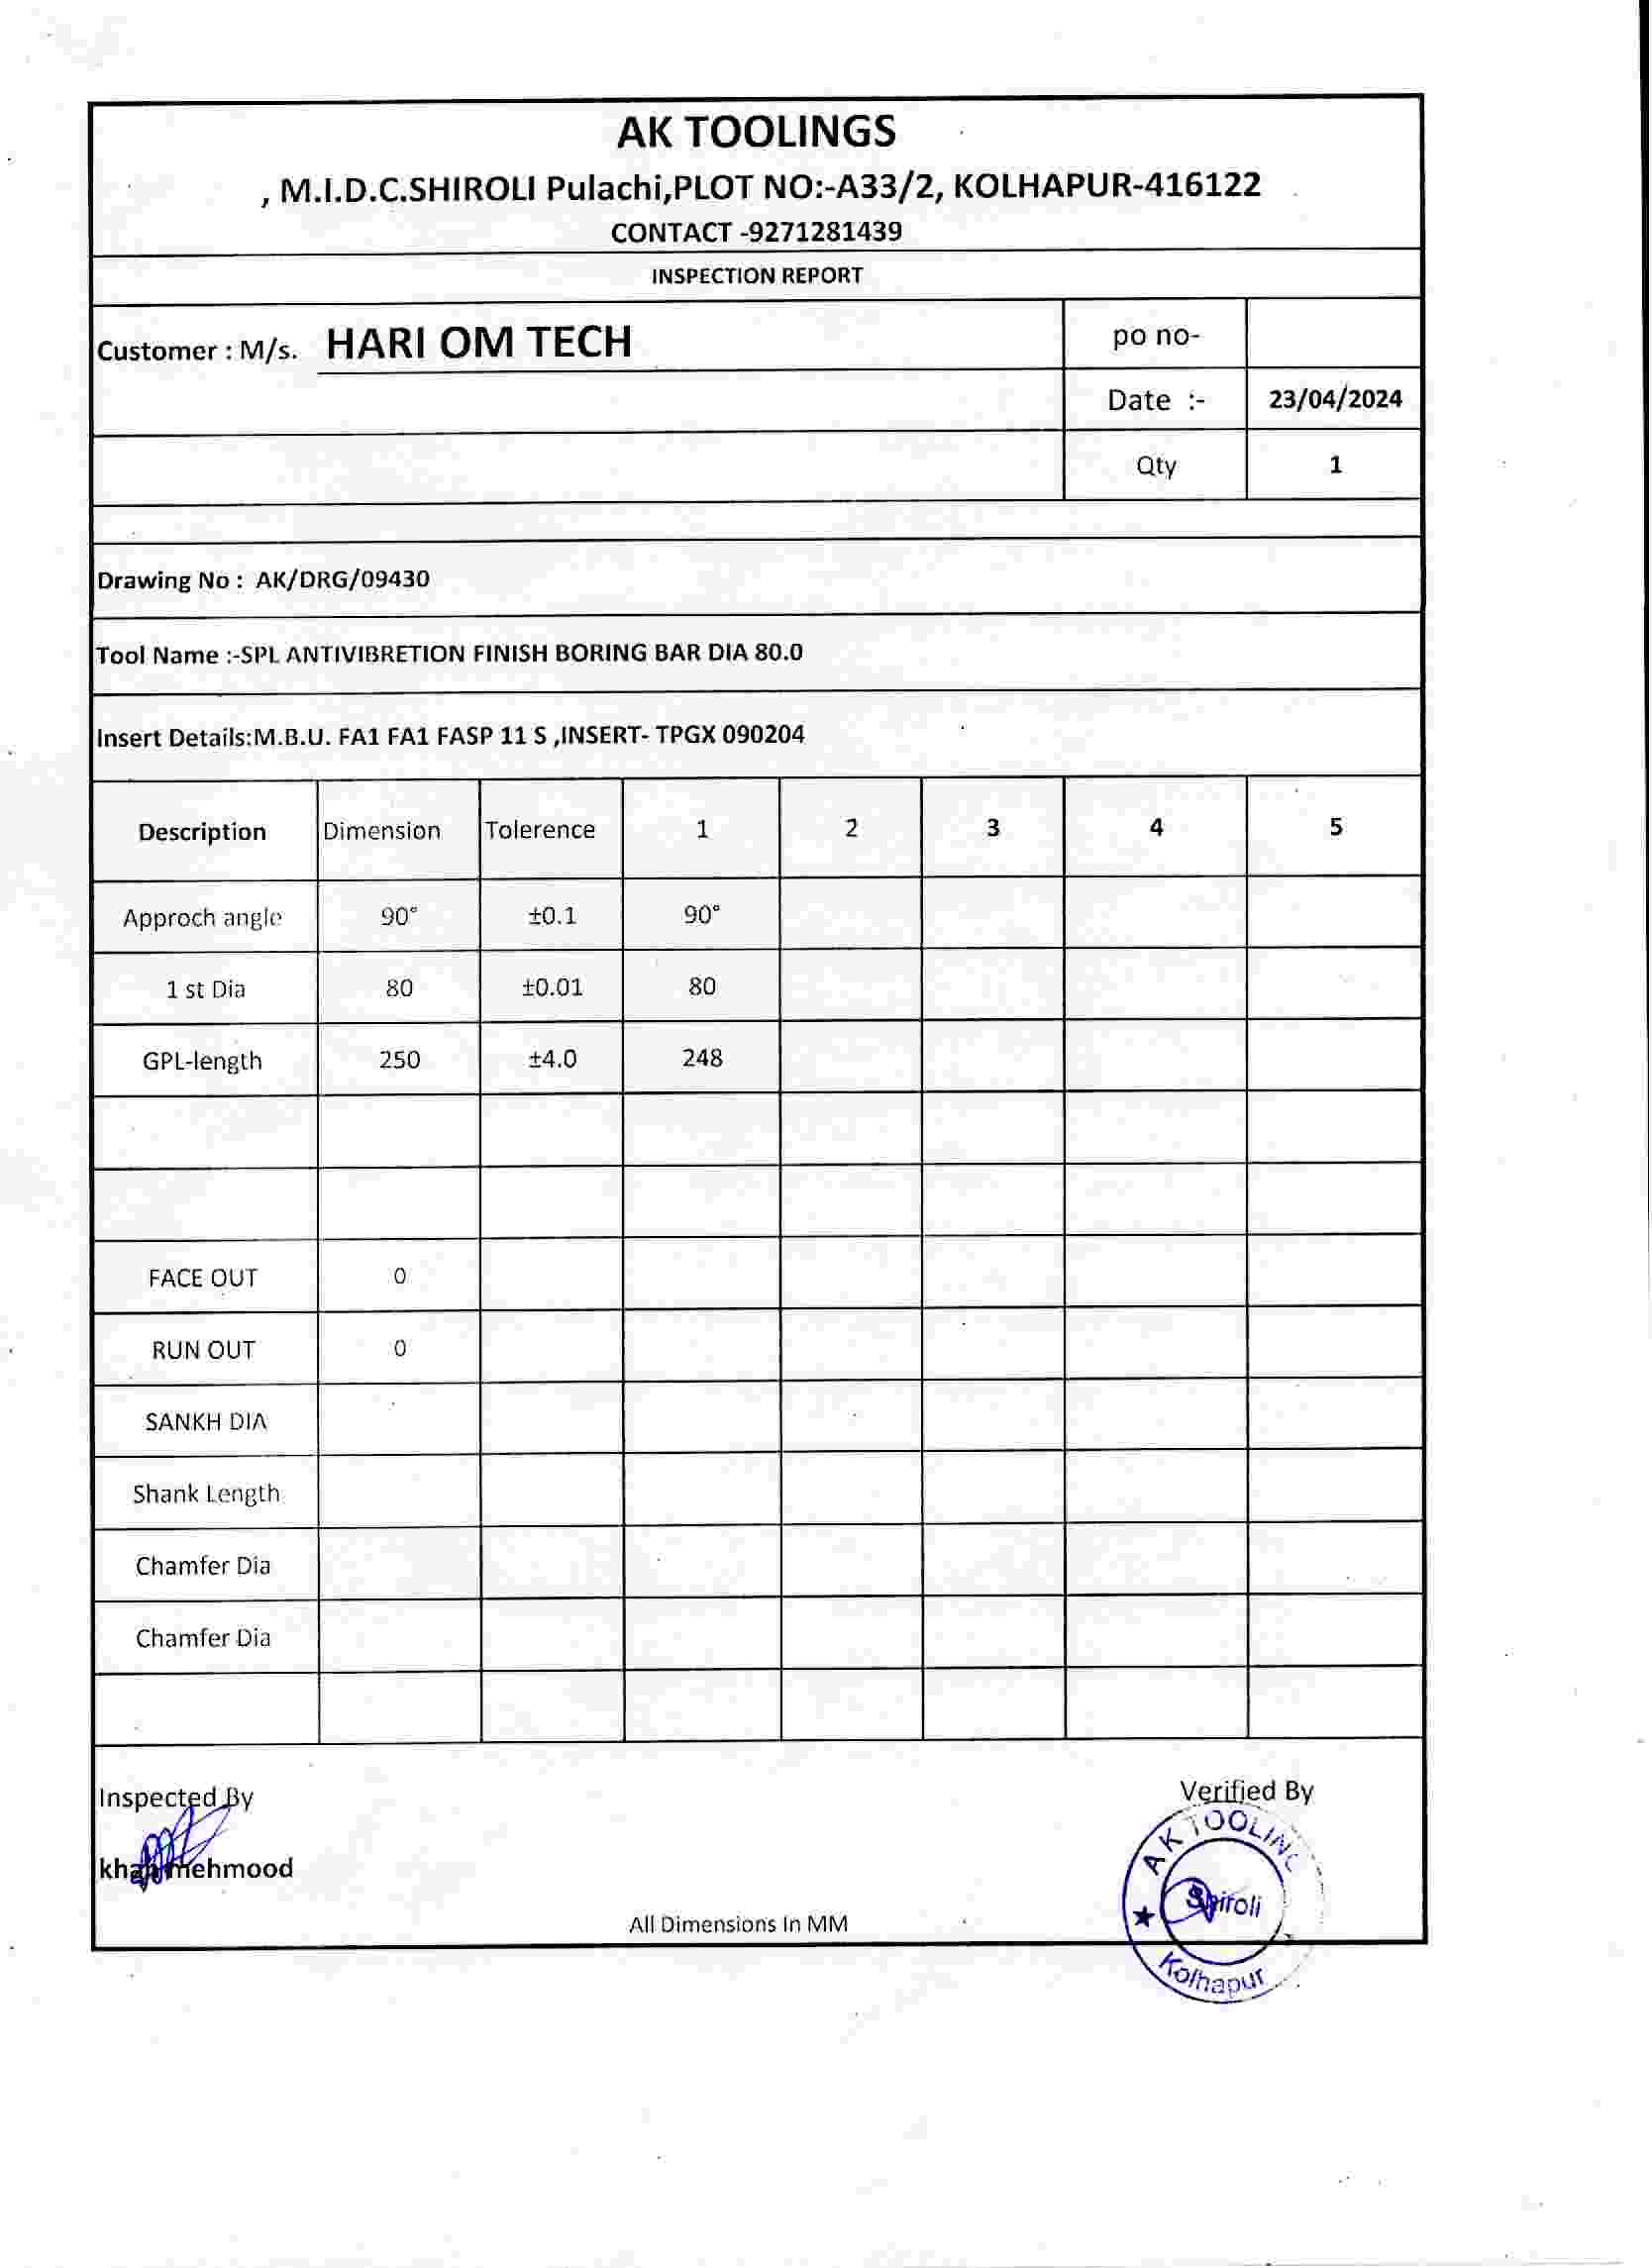 AK TOOLINGS
, M.I.D.C.SHIROLI Pulachi,PLOT NO:-A33/2, KOLHAPUR-416122
CONTACT -9271281439
INSPECTION REPORT
Customer : M/s. HARI OM TECH
po no-
Date :- 23/04/2024
Qty 1
Drawing No : AK/DRG/09430
Tool Name :-SPL ANTIVIBRETION FINISH BORING BAR DIA 80.0
Insert Details:M.B.U. FA1 FA1 FASP 11 S ,INSERT- TPGX 090204
Description Dimension Tolerence 1 2 3 4 5
Approch angle 90° ±0.1 90°
1 st Dia 80 ±0.01 80
GPL-length 250 ±4.0 248
FACE OUT 0
RUN OUT 0
SANKH DIA
Shank Length
Chamfer Dia
Chamfer Dia
Inspected By Verified By
khan mehmood
AK TOOLING
Shiroli
Kolhapur
All Dimensions In MM